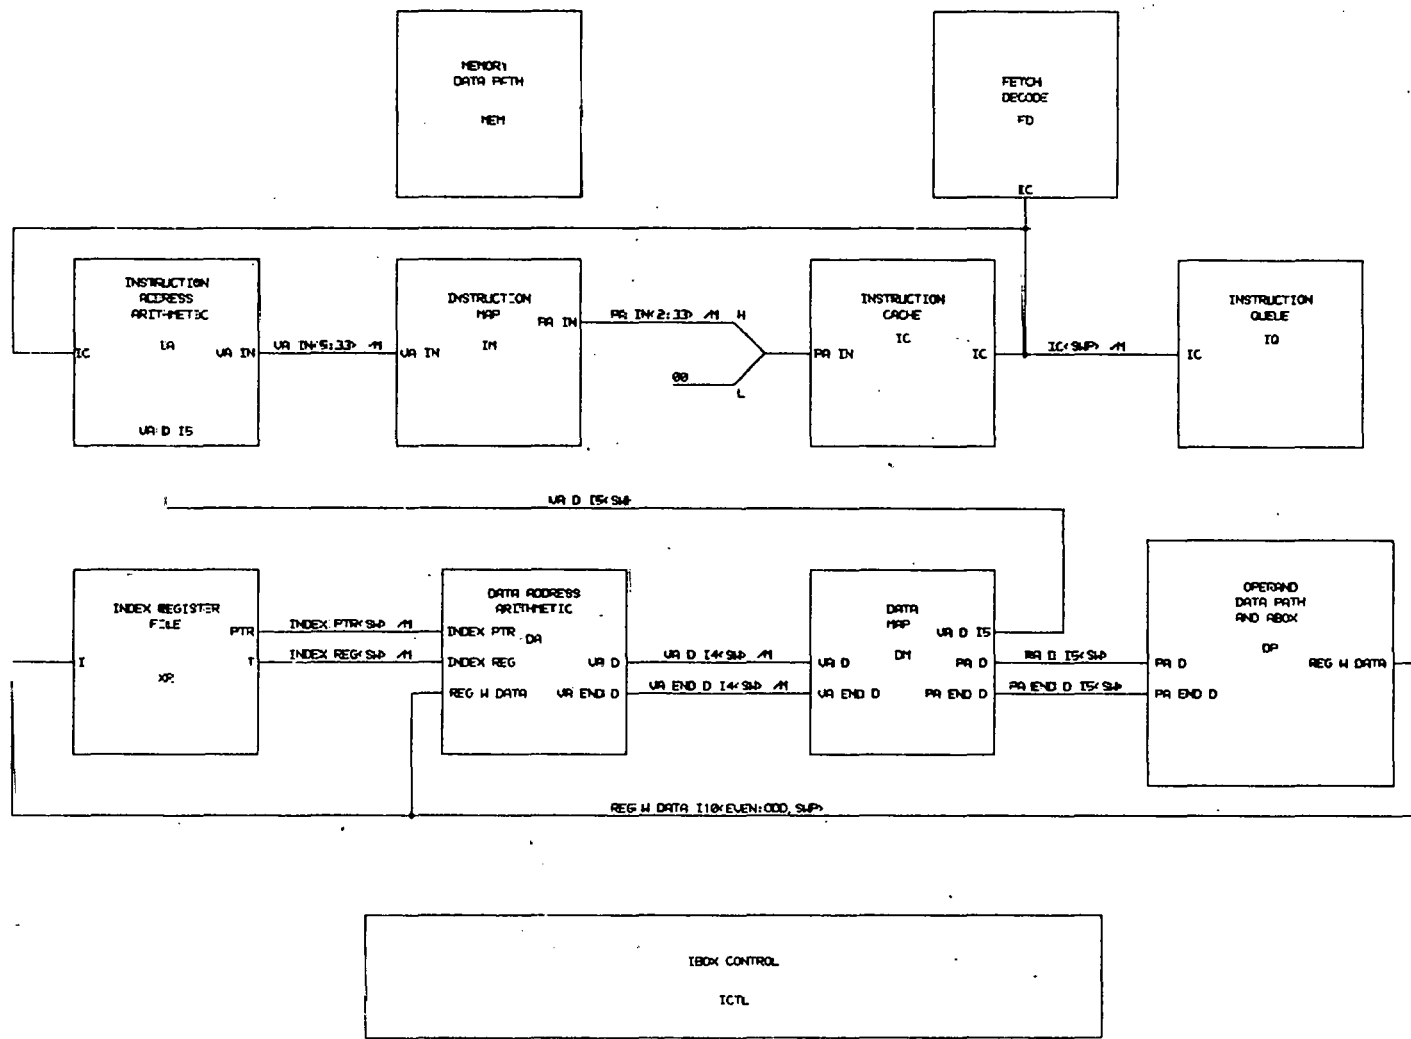 MEMORY
DATA PATH
MEM
FETCH
DECODE
FD
IC
INSTRUCTION
ADDRESS
ARITHMETIC
IA
IC
VA IN
VA D I5
VA IN<5:33> /M
INSTRUCTION
MAP
IM
PA IN
VA IN
PA IN<2:33> /M
H
00
L
INSTRUCTION
CACHE
IC
PA IN
IC
IC<SWP> /M
INSTRUCTION
QUEUE
IQ
IC
VA D I5<SW>
INDEX REGISTER
FILE
PTR
I
T
XR
INDEX PTR<SW> /M
INDEX REG<SW> /M
DATA ADDRESS
ARITHMETIC
INDEX PTR
DA
INDEX REG
VA D
REG W DATA
VA END D
VA D I4<SW> /M
VA END D I4<SW> /M
DATA
MAP
VA D I5
DM
VA D
PA D
VA END D
PA END D
PA D I5<SW>
PA END D I5<SW>
OPERAND
DATA PATH
AND ABOX
DP
PA D
REG W DATA
PA END D
REG W DATA I10<EVEN:ODD,SWP>
IBOX CONTROL
ICTL